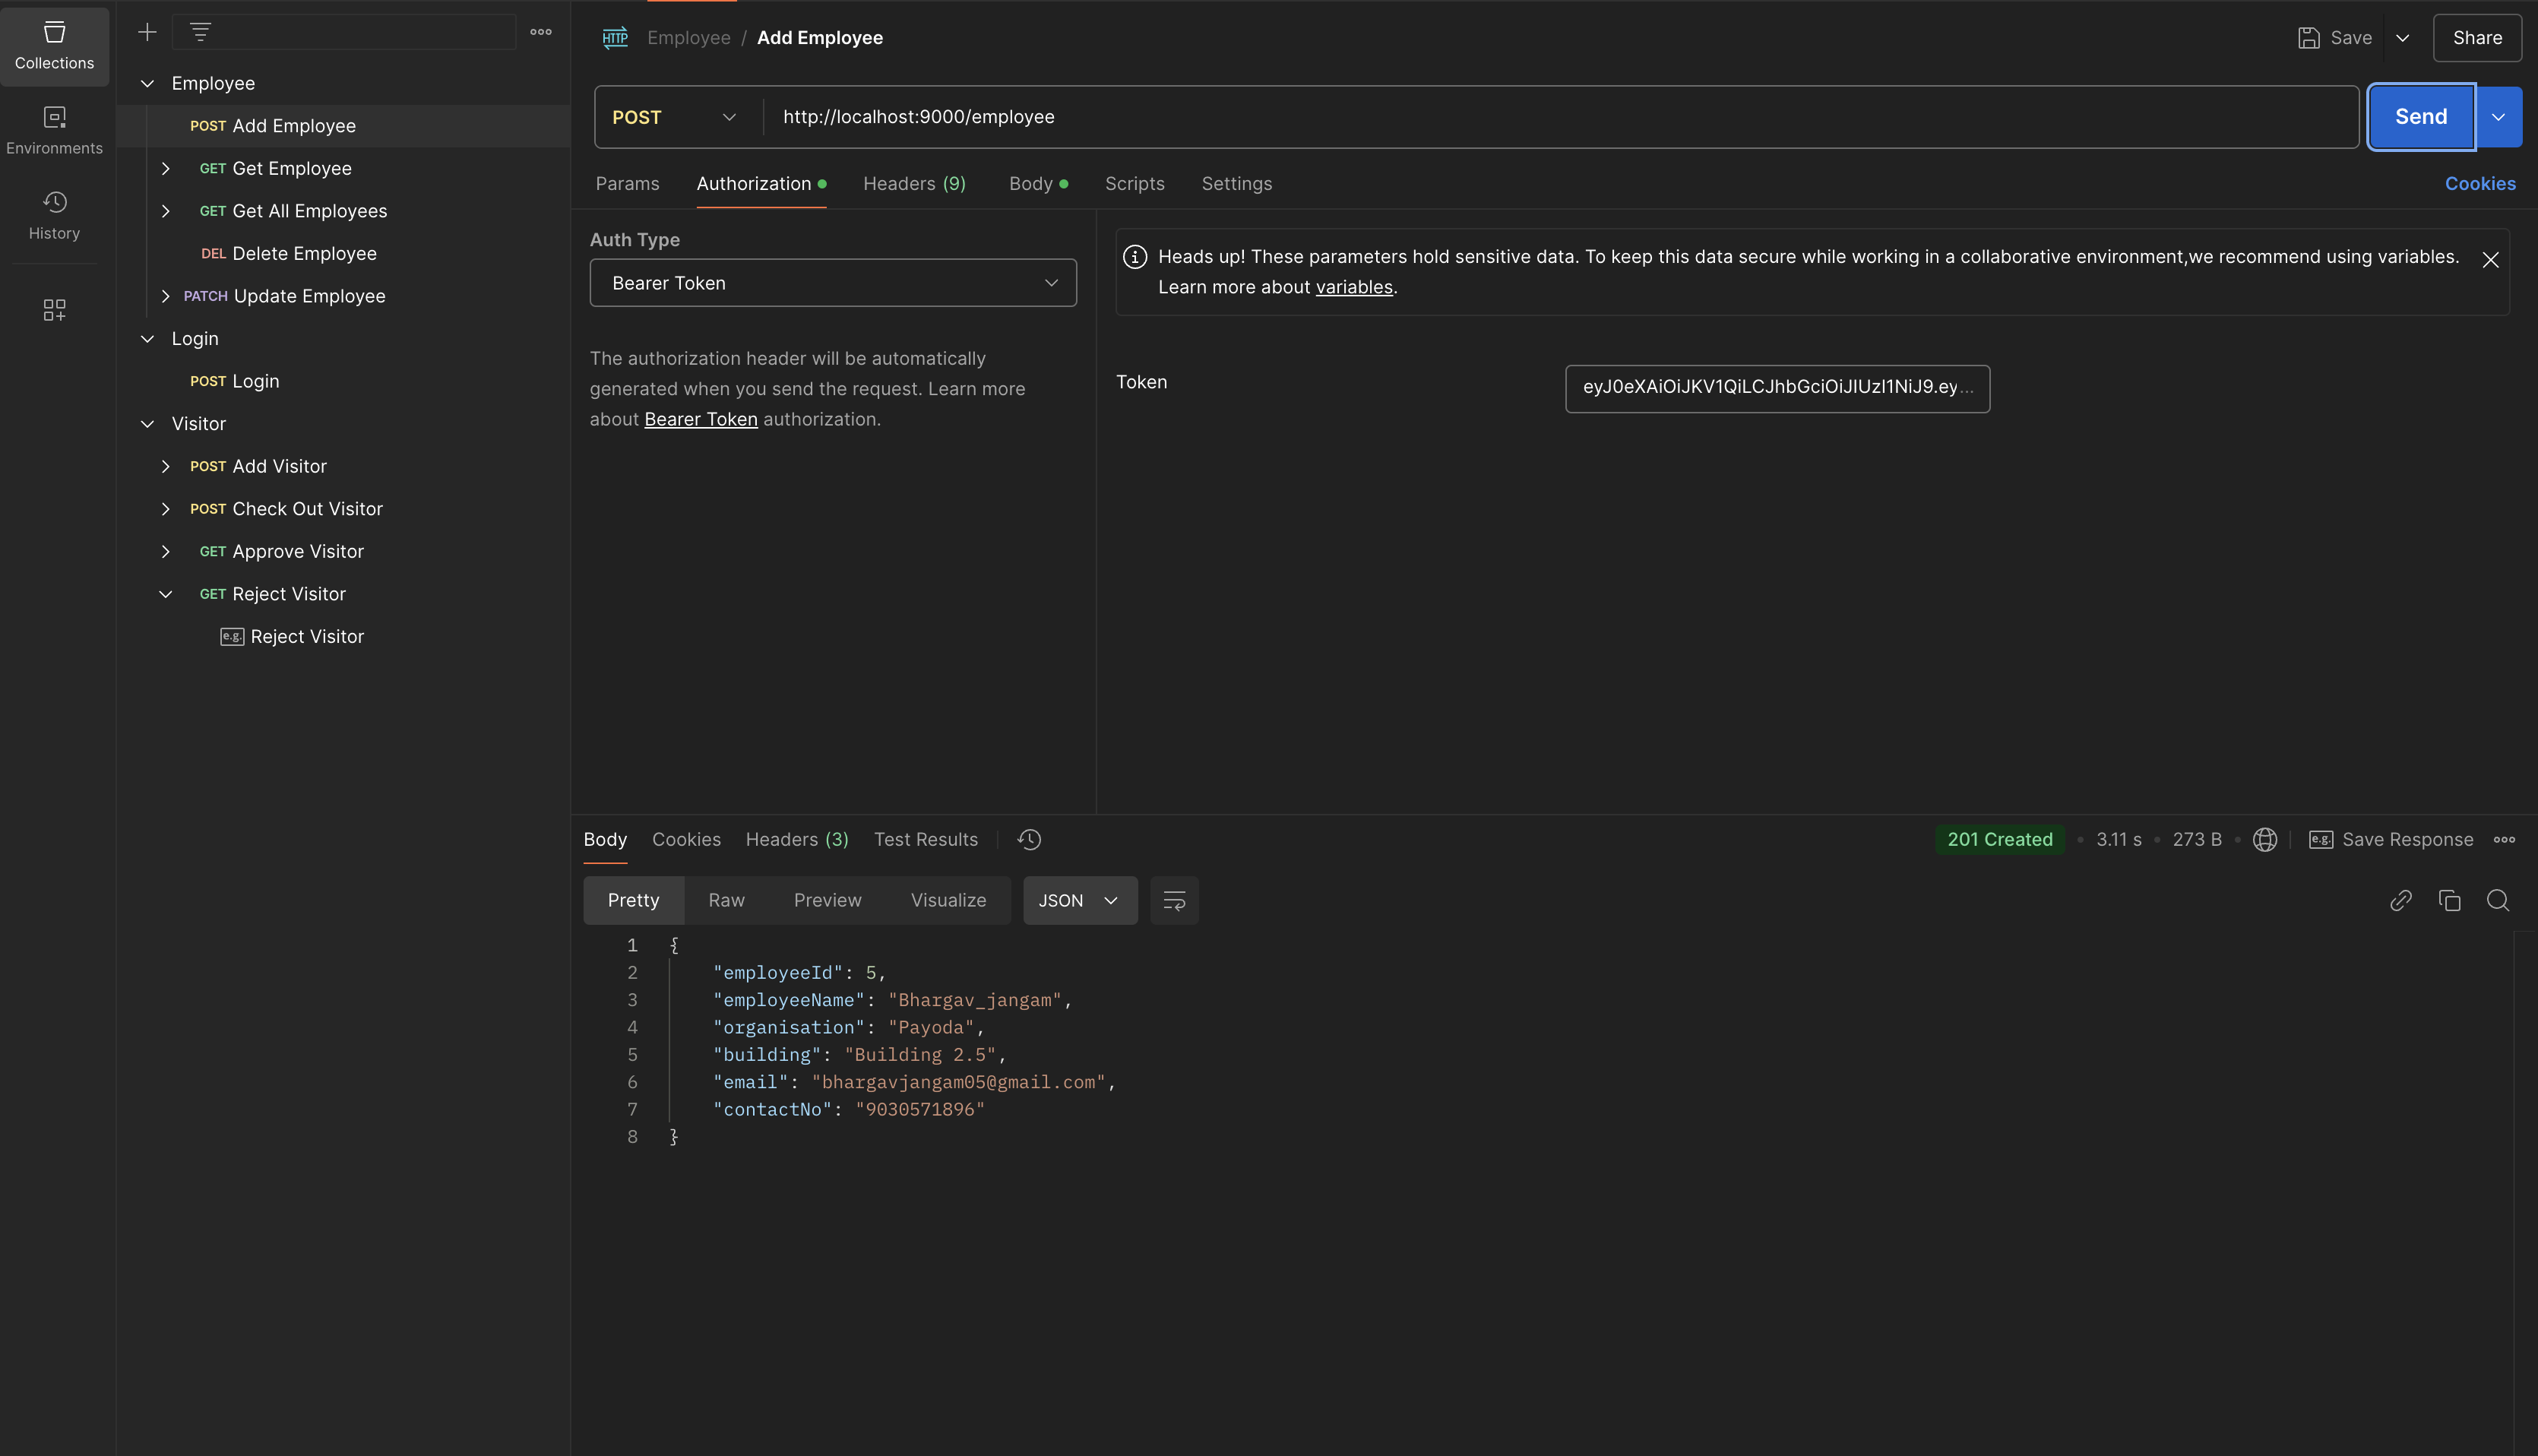 Collections
Environments
History
Employee
POST Add Employee
GET Get Employee
GET Get All Employees
DEL Delete Employee
PATCH Update Employee
Login
POST Login
Visitor
POST Add Visitor
POST Check Out Visitor
GET Approve Visitor
GET Reject Visitor
e.g. Reject Visitor
HTTP Employee / Add Employee
Save
Share
POST http://localhost:9000/employee
Send
Params Authorization Headers (9) Body Scripts Settings
Cookies
Auth Type
Bearer Token
The authorization header will be automatically
generated when you send the request. Learn more
about Bearer Token authorization.
Heads up! These parameters hold sensitive data. To keep this data secure while working in a collaborative environment,we recommend using variables.
Learn more about variables.
Token
eyJ0eXAiOiJKV1QiLCJhbGciOiJIUzI1NiJ9.ey...
Body Cookies Headers (3) Test Results
201 Created • 3.11 s • 273 B •
e.g. Save Response
Pretty Raw Preview Visualize JSON
1 {
2 "employeeId": 5,
3 "employeeName": "Bhargav_jangam",
4 "organisation": "Payoda",
5 "building": "Building 2.5",
6 "email": "bhargavjangam05@gmail.com",
7 "contactNo": "9030571896"
8 }